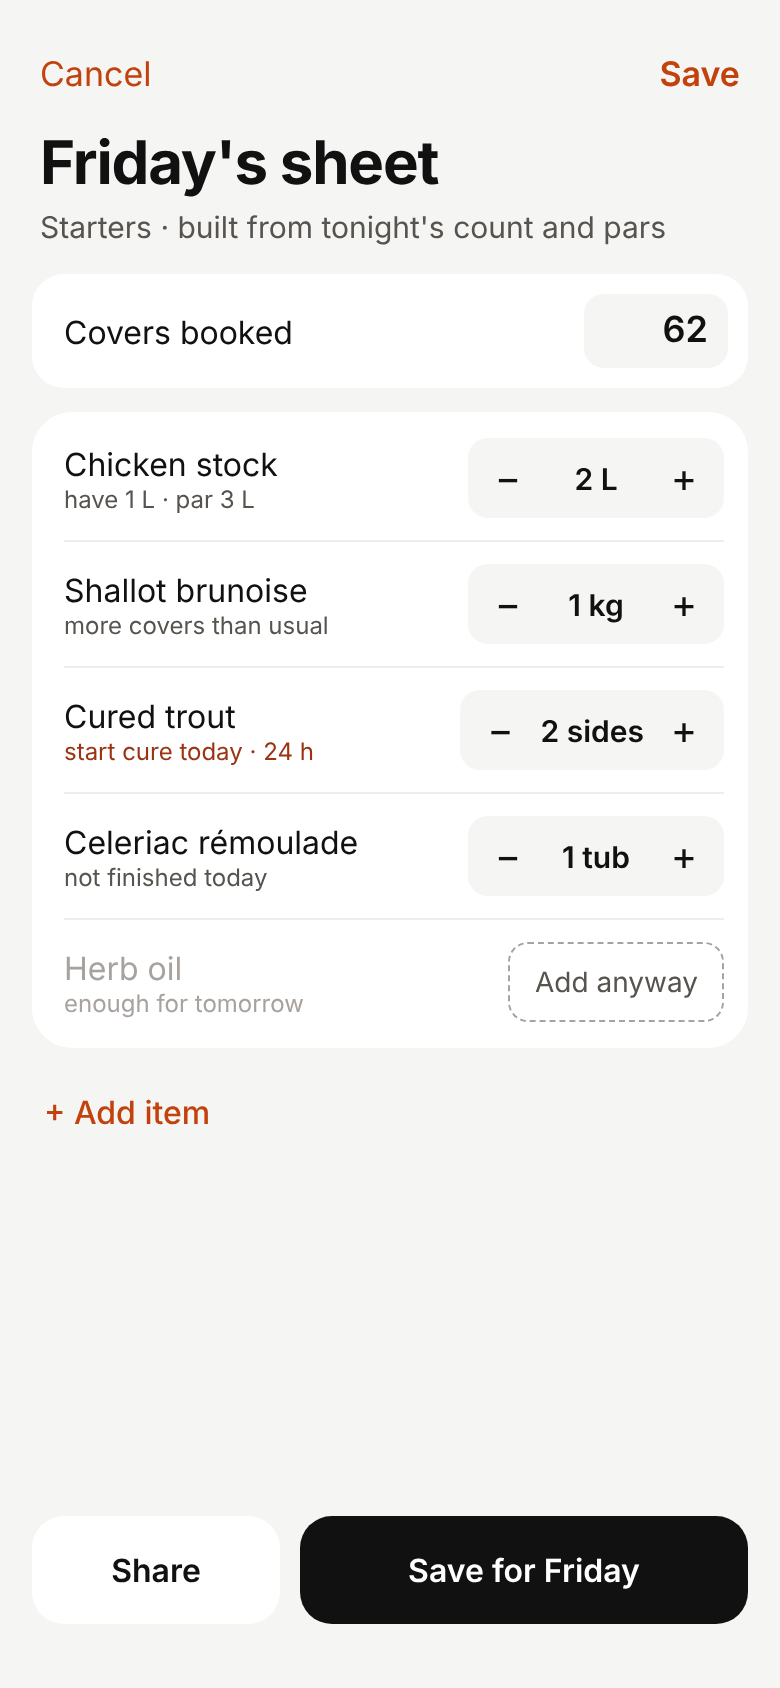 Cancel
Save
Friday's sheet
Starters · built from tonight's count and pars
Covers booked
62
Chicken stock
have 1 L · par 3 L
− 2 L +
Shallot brunoise
more covers than usual
− 1 kg +
Cured trout
start cure today · 24 h
− 2 sides +
Celeriac rémoulade
not finished today
− 1 tub +
Herb oil
enough for tomorrow
Add anyway
+ Add item
Share
Save for Friday